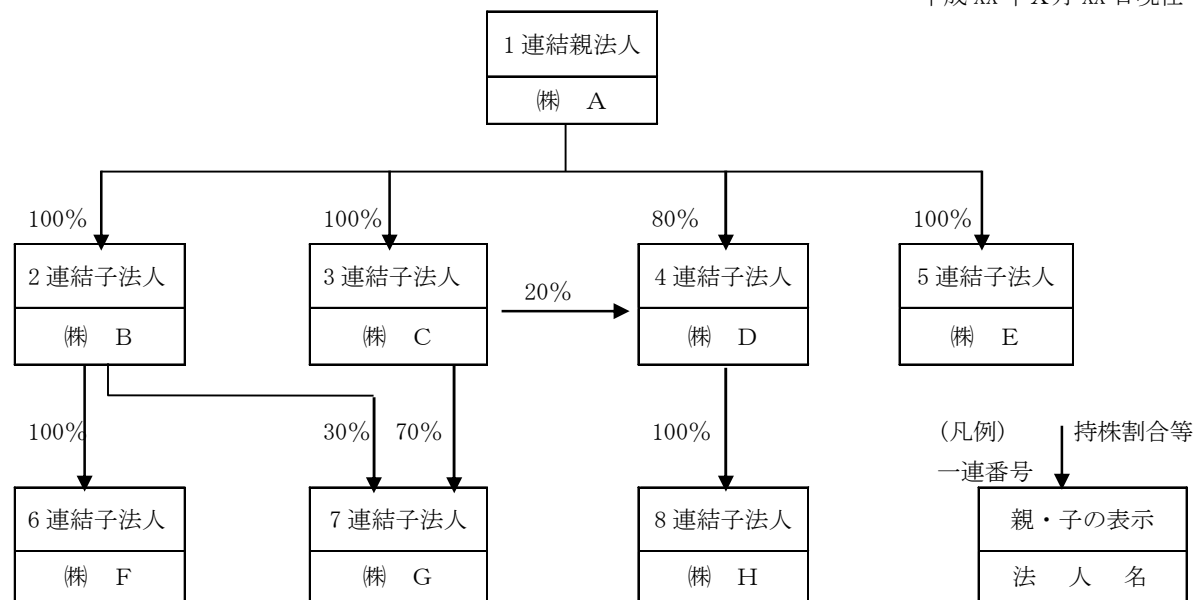 1 連結親法人
㈱ A
100%
100%
80%
100%
2 連結子法人
3 連結子法人
20%
4 連結子法人
5 連結子法人
㈱ B
㈱ C
㈱ D
㈱ E
100%
30%
70%
100%
(凡例)
持株割合等
一連番号
6 連結子法人
7 連結子法人
8 連結子法人
親・子の表示
㈱ F
㈱ G
㈱ H
法 人 名